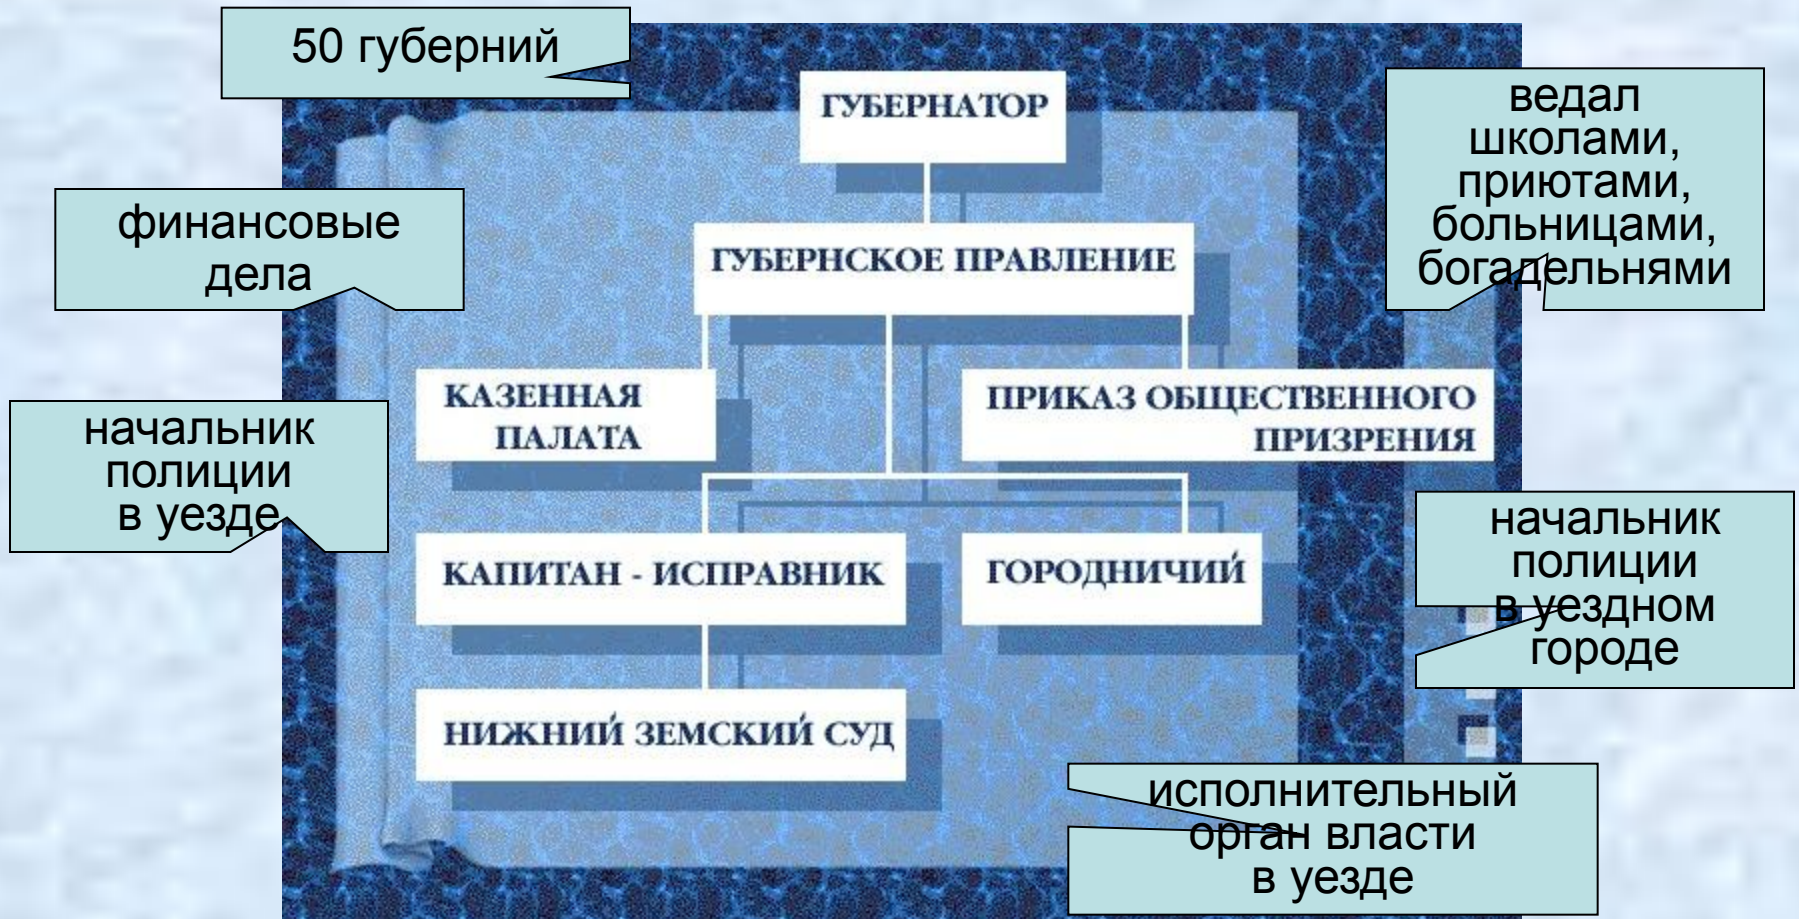 50 губерний
ГУБЕРНАТОР
ведал
школами,
приютами,
больницами,
богадельнями
финансовые
дела
ГУБЕРНСКОЕ ПРАВЛЕНИЕ
КАЗЕННАЯ
ПАЛАТА
ПРИКАЗ ОБЩЕСТВЕННОГО
ПРИЗРЕНИЯ
начальник
полиции
в уезде
КАПИТАН - ИСПРАВНИК
ГОРОДНИЧИЙ
начальник
полиции
в уездном
городе
НИЖНИЙ ЗЕМСКИЙ СУД
исполнительный
орган власти
в уезде